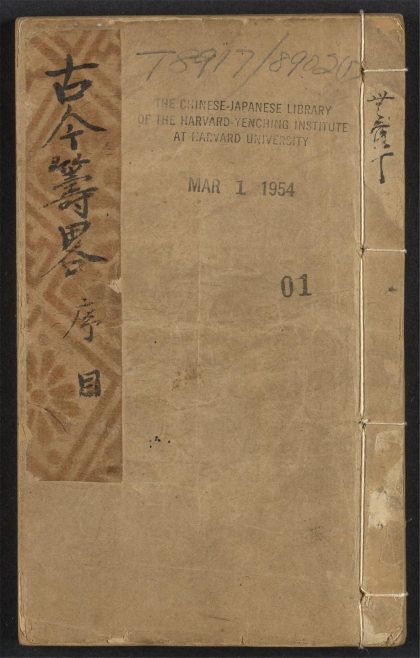 古今籌畧
序
目
T8917/8902(1)
THE CHINESE-JAPANESE LIBRARY
OF THE HARVARD-YENCHING INSTITUTE
AT HARVARD UNIVERSITY
MAR 1 1954
01